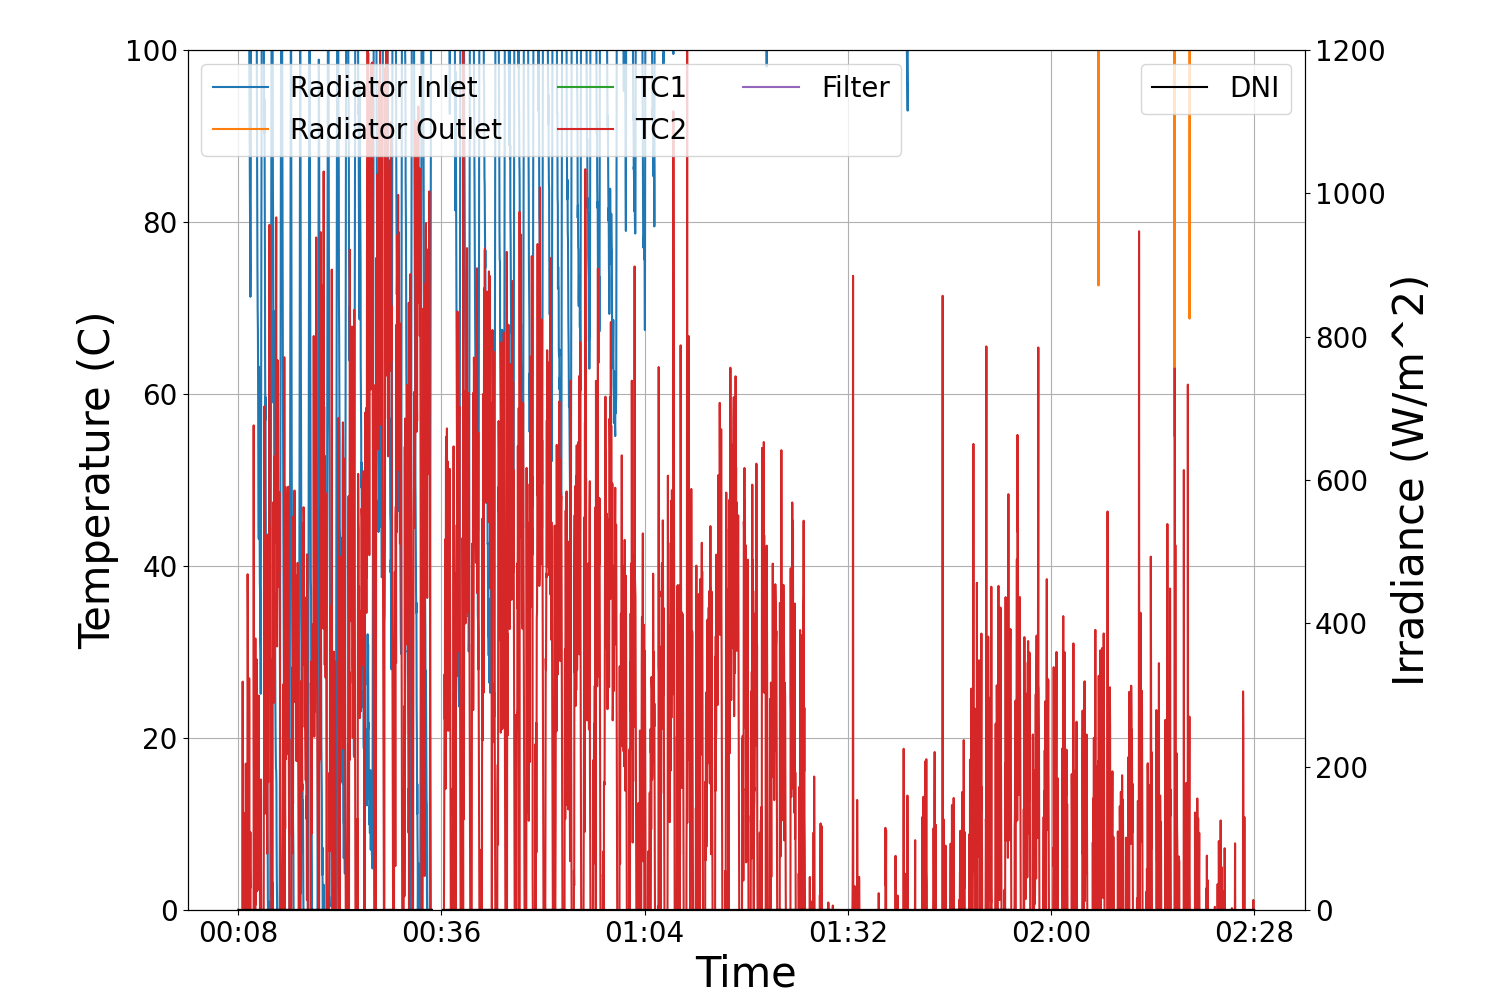 100
80
60
40
20
0
Temperature (C)
Radiator Inlet
Radiator Outlet
TC1
TC2
Filter
DNI
1200
1000
800
600
400
200
0
Irradiance (W/m^2)
00:08 00:36 01:04 01:32 02:00 02:28
Time